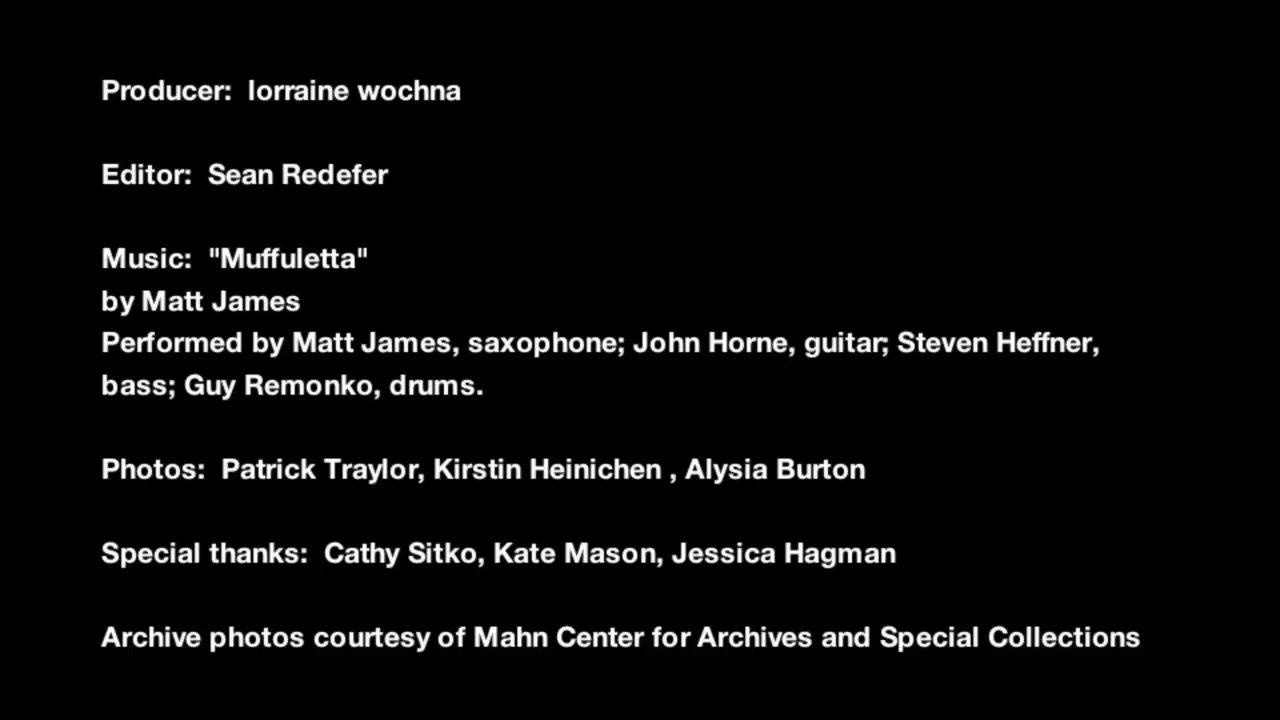 Producer:  lorraine wochna
Editor:  Sean Redefer
Music:  "Muffuletta"
by Matt James
Performed by Matt James, saxophone; John Horne, guitar; Steven Heffner,
bass; Guy Remonko, drums.
Photos:  Patrick Traylor, Kirstin Heinichen , Alysia Burton
Special thanks:  Cathy Sitko, Kate Mason, Jessica Hagman
Archive photos courtesy of Mahn Center for Archives and Special Collections